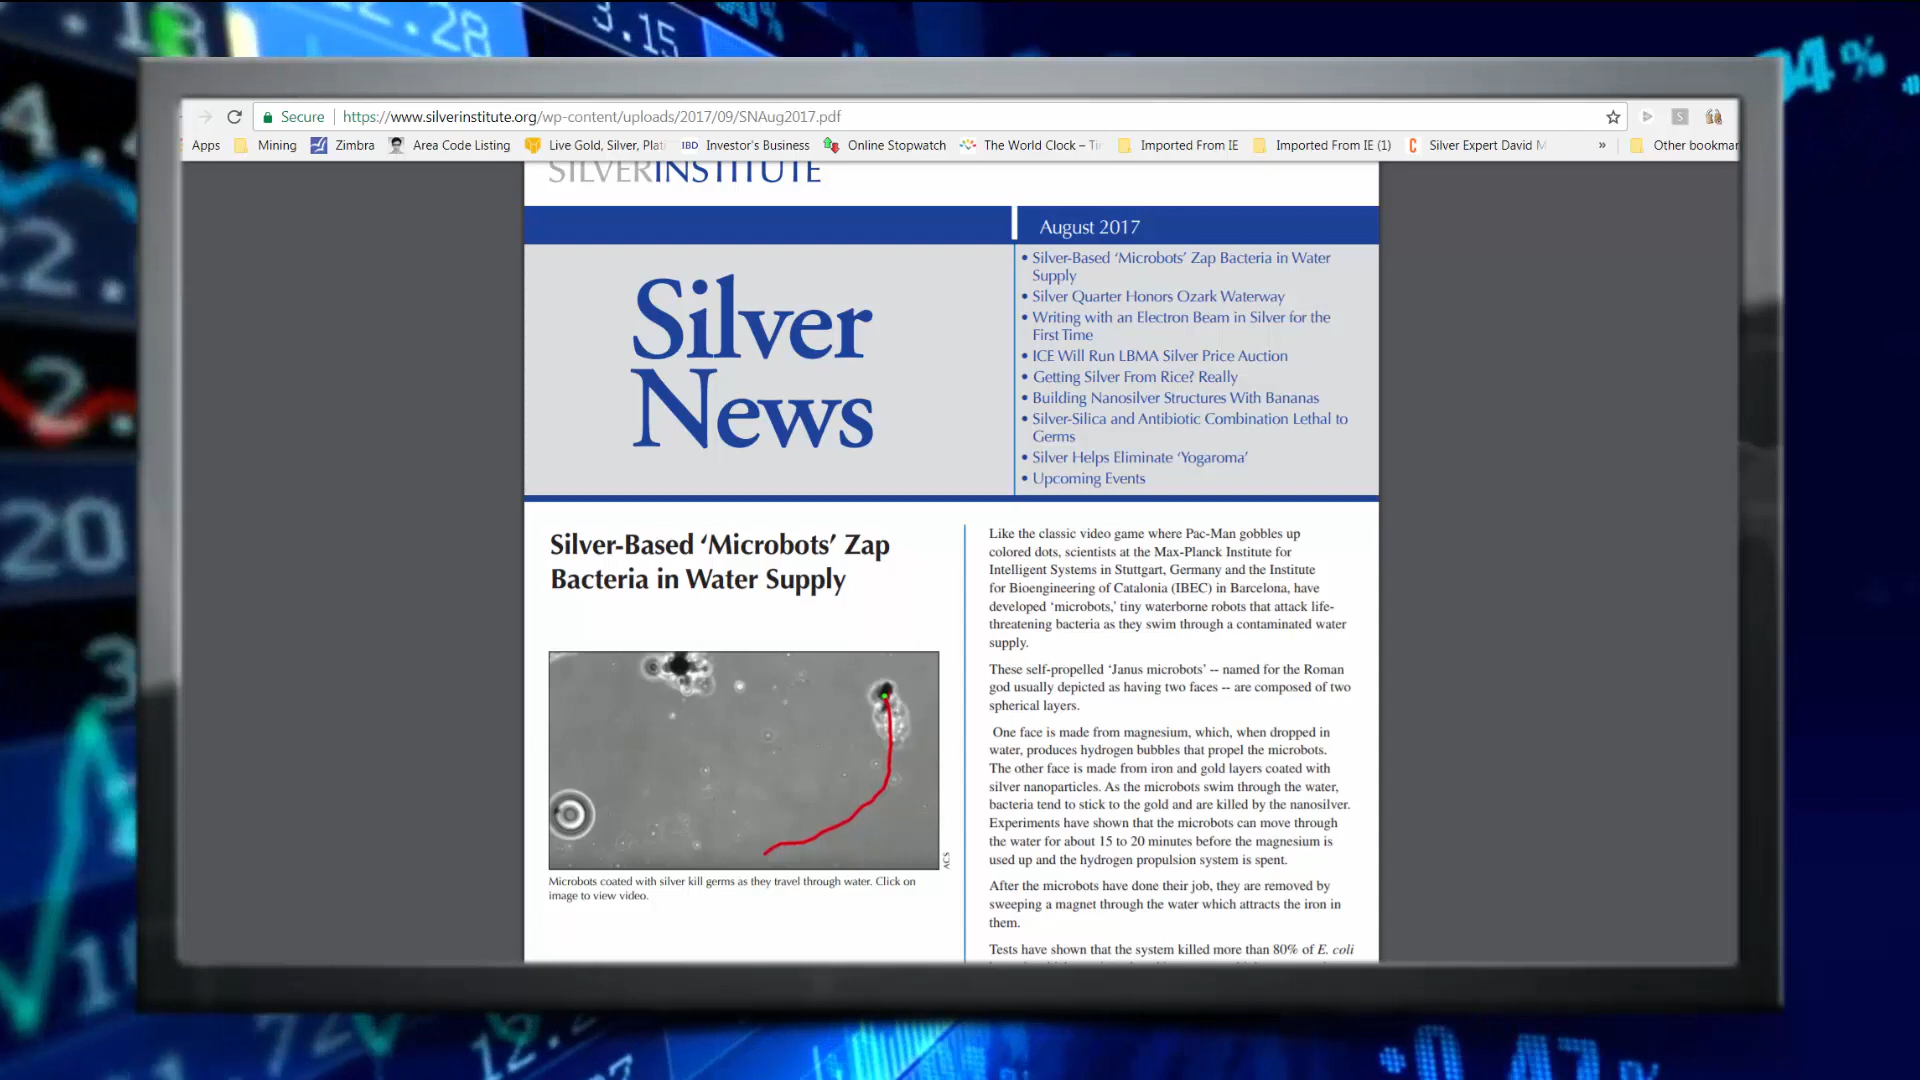 3.15
12.28
Secure | https://www.silverinstitute.org/wp-content/uploads/2017/09/SNAug2017.pdf
Apps Mining Zimbra Area Code Listing Live Gold, Silver, Plati IBD Investor's Business Online Stopwatch The World Clock – Tim Imported From IE Imported From IE (1) Silver Expert David M » Other bookmar
SILVERINSTITUTE
August 2017
Silver
News
• Silver-Based ‘Microbots’ Zap Bacteria in Water
Supply
• Silver Quarter Honors Ozark Waterway
• Writing with an Electron Beam in Silver for the
First Time
• ICE Will Run LBMA Silver Price Auction
• Getting Silver From Rice? Really
• Building Nanosilver Structures With Bananas
• Silver-Silica and Antibiotic Combination Lethal to
Germs
• Silver Helps Eliminate ‘Yogaroma’
• Upcoming Events
Silver-Based ‘Microbots’ Zap
Bacteria in Water Supply
ACS
Microbots coated with silver kill germs as they travel through water. Click on
image to view video.
Like the classic video game where Pac-Man gobbles up
colored dots, scientists at the Max-Planck Institute for
Intelligent Systems in Stuttgart, Germany and the Institute
for Bioengineering of Catalonia (IBEC) in Barcelona, have
developed ‘microbots,’ tiny waterborne robots that attack life-
threatening bacteria as they swim through a contaminated water
supply.
These self-propelled ‘Janus microbots’ -- named for the Roman
god usually depicted as having two faces -- are composed of two
spherical layers.
One face is made from magnesium, which, when dropped in
water, produces hydrogen bubbles that propel the microbots.
The other face is made from iron and gold layers coated with
silver nanoparticles. As the microbots swim through the water,
bacteria tend to stick to the gold and are killed by the nanosilver.
Experiments have shown that the microbots can move through
the water for about 15 to 20 minutes before the magnesium is
used up and the hydrogen propulsion system is spent.
After the microbots have done their job, they are removed by
sweeping a magnet through the water which attracts the iron in
them.
Tests have shown that the system killed more than 80% of E. coli
20